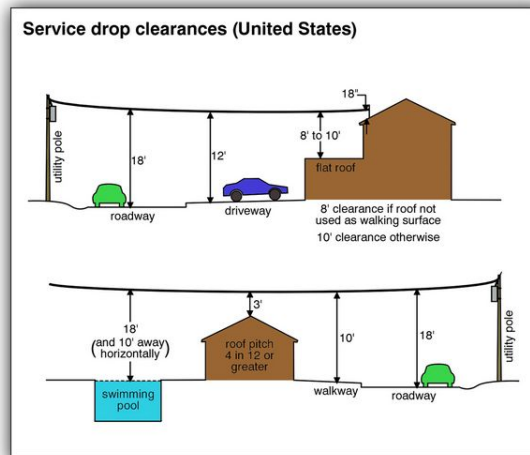 Service drop clearances (United States)
18"
8' to 10'
utility pole
18'
12'
flat roof
roadway
driveway
8' clearance if roof not
used as walking surface
10' clearance otherwise
3'
18'
(and 10' away
horizontally)
roof pitch
4 in 12 or
greater
10'
18'
utility pole
swimming
pool
walkway
roadway